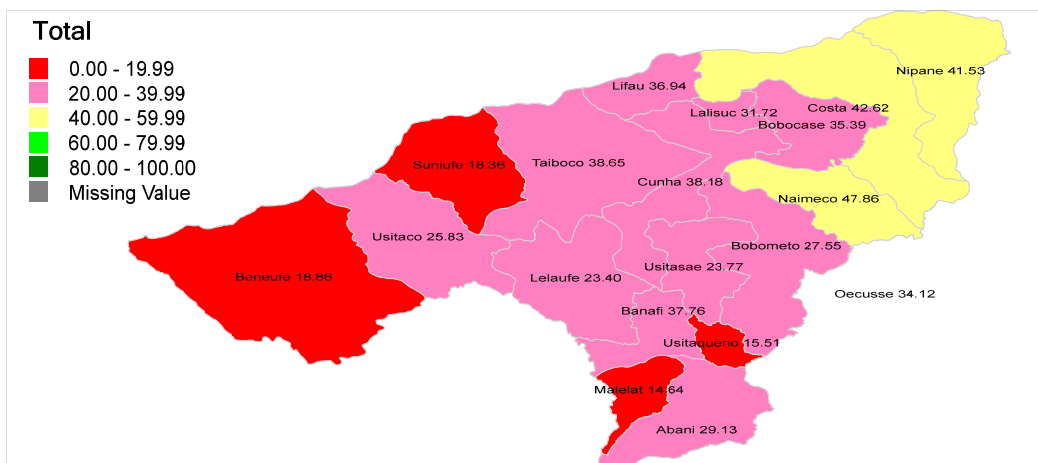 Total
0.00 - 19.99
20.00 - 39.99
40.00 - 59.99
60.00 - 79.99
80.00 - 100.00
Missing Value
Nipane 41.53
Lifau 36.94
Costa 42.62
Lalisuc 31.72
Bobocase 35.39
Suniufe 18.36
Taiboco 38.65
Cunha 38.18
Naimeco 47.86
Usitaco 25.83
Bobometo 27.55
Beneufe 18.86
Lelaufe 23.40
Usitasae 23.77
Oecusse 34.12
Banafi 37.76
Usitaqueno 15.51
Malelat 14.64
Abani 29.13